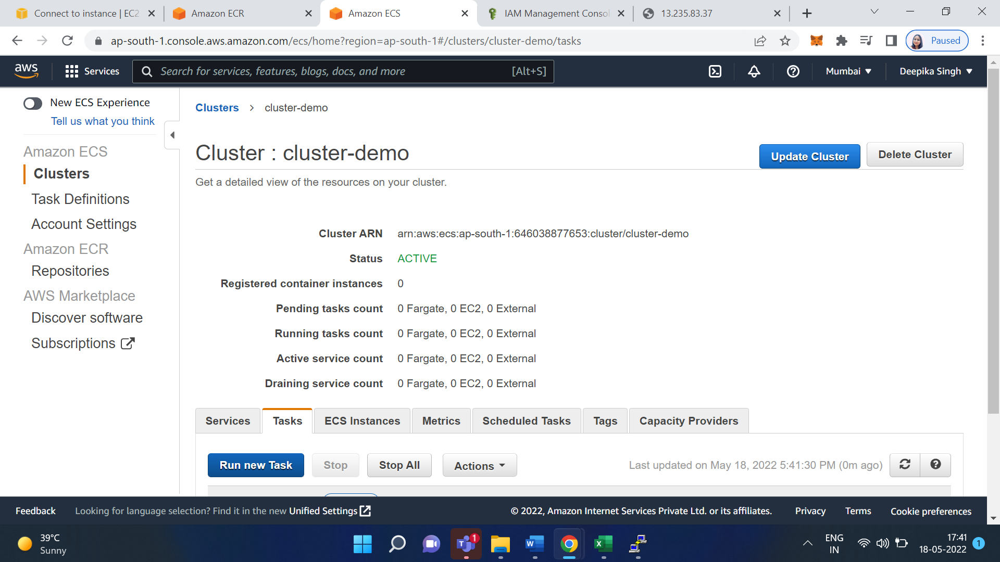 Connect to instance | EC2
Amazon ECR
Amazon ECS
IAM Management Consol
13.235.83.37
ap-south-1.console.aws.amazon.com/ecs/home?region=ap-south-1#/clusters/cluster-demo/tasks
Paused
aws
Services
Search for services, features, blogs, docs, and more
[Alt+S]
Mumbai
Deepika Singh
New ECS Experience
Tell us what you think
Amazon ECS
Clusters
Task Definitions
Account Settings
Amazon ECR
Repositories
AWS Marketplace
Discover software
Subscriptions
Clusters > cluster-demo
Cluster : cluster-demo
Update Cluster
Delete Cluster
Get a detailed view of the resources on your cluster.
Cluster ARN arn:aws:ecs:ap-south-1:646038877653:cluster/cluster-demo
Status ACTIVE
Registered container instances 0
Pending tasks count 0 Fargate, 0 EC2, 0 External
Running tasks count 0 Fargate, 0 EC2, 0 External
Active service count 0 Fargate, 0 EC2, 0 External
Draining service count 0 Fargate, 0 EC2, 0 External
Services
Tasks
ECS Instances
Metrics
Scheduled Tasks
Tags
Capacity Providers
Run new Task
Stop
Stop All
Actions
Last updated on May 18, 2022 5:41:30 PM (0m ago)
Feedback
Looking for language selection? Find it in the new Unified Settings
© 2022, Amazon Internet Services Private Ltd. or its affiliates.
Privacy
Terms
Cookie preferences
39°C
Sunny
T
1
W
X
ENG
IN
17:41
18-05-2022
1